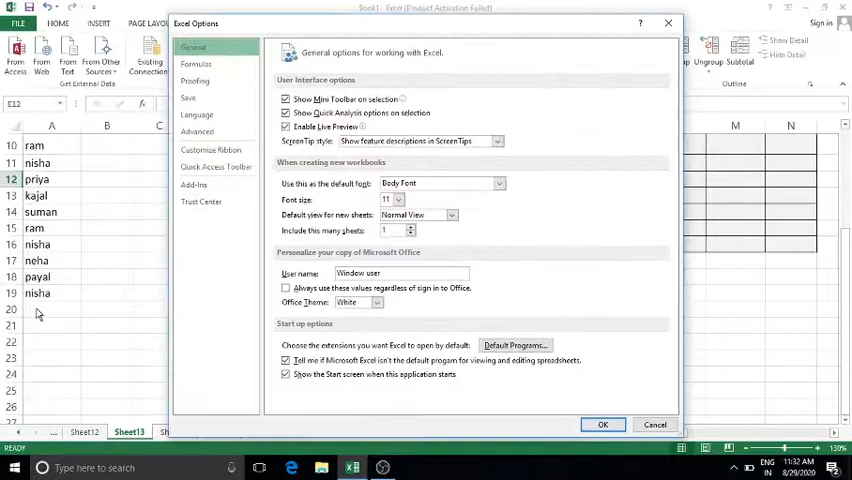 Book1 - Excel (Product Activation Failed)
FILE HOME INSERT PAGE LAYOU Sign in
From Access
From Web
From Text
From Other Sources
Existing Connections
Get External Data
Ungroup Subtotal
Show Detail
Hide Detail
Outline
E12
A B C M N
10 ram
11 nisha
12 priya
13 kajal
14 suman
15 ram
16 nisha
17 neha
18 payal
19 nisha
20
21
22
23
24
25
26
27
Excel Options ?
General
Formulas
Proofing
Save
Language
Advanced
Customize Ribbon
Quick Access Toolbar
Add-Ins
Trust Center
General options for working with Excel.
User Interface options
Show Mini Toolbar on selection
Show Quick Analysis options on selection
Enable Live Preview
ScreenTip style: Show feature descriptions in ScreenTips
When creating new workbooks
Use this as the default font: Body Font
Font size: 11
Default view for new sheets: Normal View
Include this many sheets: 1
Personalize your copy of Microsoft Office
User name: Window user
Always use these values regardless of sign in to Office.
Office Theme: White
Start up options
Choose the extensions you want Excel to open by default: Default Programs...
Tell me if Microsoft Excel isn't the default progam for viewing and editing spreadsheets.
Show the Start screen when this application starts
OK Cancel
... Sheet12 Sheet13 Sh
READY 130%
Type here to search
ENG 11:32 AM
IN 8/29/2020
2